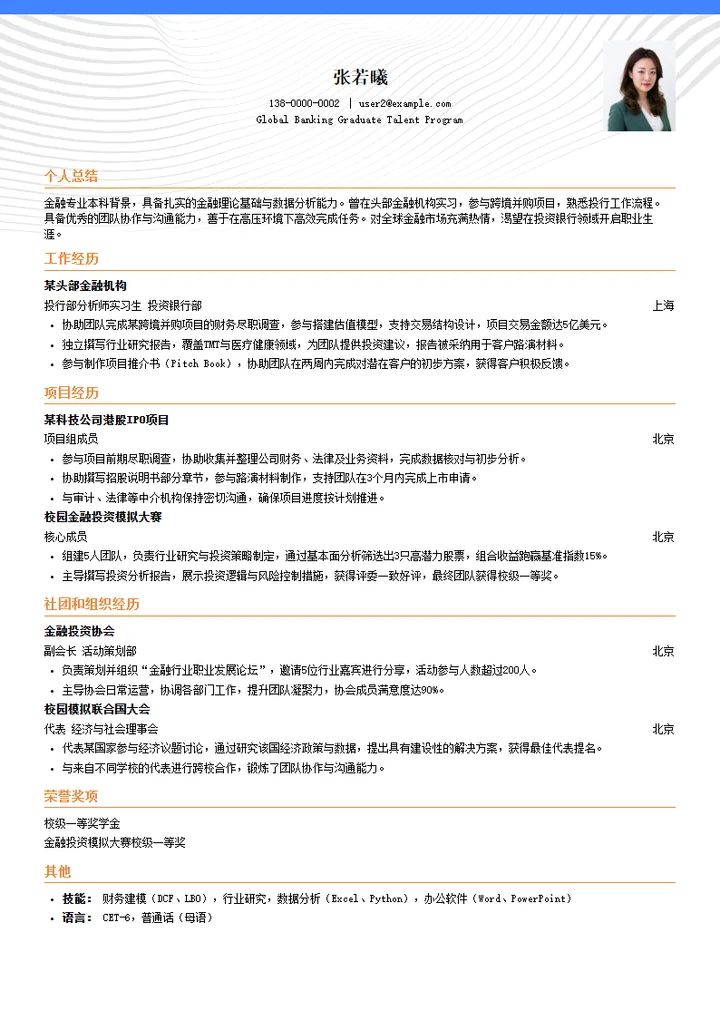 张若曦
138-0000-0002 | user2@example.com
Global Banking Graduate Talent Program
个人总结
金融专业本科背景，具备扎实的金融理论基础与数据分析能力。曾在头部金融机构实习，参与跨境并购项目，熟悉投行工作流程。
具备优秀的团队协作与沟通能力，善于在高压环境下高效完成任务。对全球金融市场充满热情，渴望在投资银行领域开启职业生
涯。
工作经历
某头部金融机构
投行部分析师实习生 投资银行部 上海
• 协助团队完成某跨境并购项目的财务尽职调查，参与搭建估值模型，支持交易结构设计，项目交易金额达5亿美元。
• 独立撰写行业研究报告，覆盖TMT与医疗健康领域，为团队提供投资建议，报告被采纳用于客户路演材料。
• 参与制作项目推介书（Pitch Book），协助团队在两周内完成对潜在客户的初步方案，获得客户积极反馈。
项目经历
某科技公司港股IPO项目
项目组成员 北京
• 参与项目前期尽职调查，协助收集并整理公司财务、法律及业务资料，完成数据核对与初步分析。
• 协助撰写招股说明书部分章节，参与路演材料制作，支持团队在3个月内完成上市申请。
• 与审计、法律等中介机构保持密切沟通，确保项目进度按计划推进。
校园金融投资模拟大赛
核心成员 北京
• 组建5人团队，负责行业研究与投资策略制定，通过基本面分析筛选出3只高潜力股票，组合收益跑赢基准指数15%。
• 主导撰写投资分析报告，展示投资逻辑与风险控制措施，获得评委一致好评，最终团队获得校级一等奖。
社团和组织经历
金融投资协会
副会长 活动策划部 北京
• 负责策划并组织“金融行业职业发展论坛”，邀请5位行业嘉宾进行分享，活动参与人数超过200人。
• 主导协会日常运营，协调各部门工作，提升团队凝聚力，协会成员满意度达90%。
校园模拟联合国大会
代表 经济与社会理事会 北京
• 代表某国家参与经济议题讨论，通过研究该国经济政策与数据，提出具有建设性的解决方案，获得最佳代表提名。
• 与来自不同学校的代表进行跨校合作，锻炼了团队协作与沟通能力。
荣誉奖项
校级一等奖学金
金融投资模拟大赛校级一等奖
其他
• 技能： 财务建模（DCF、LBO），行业研究，数据分析（Excel、Python），办公软件（Word、PowerPoint）
• 语言： CET-6，普通话（母语）